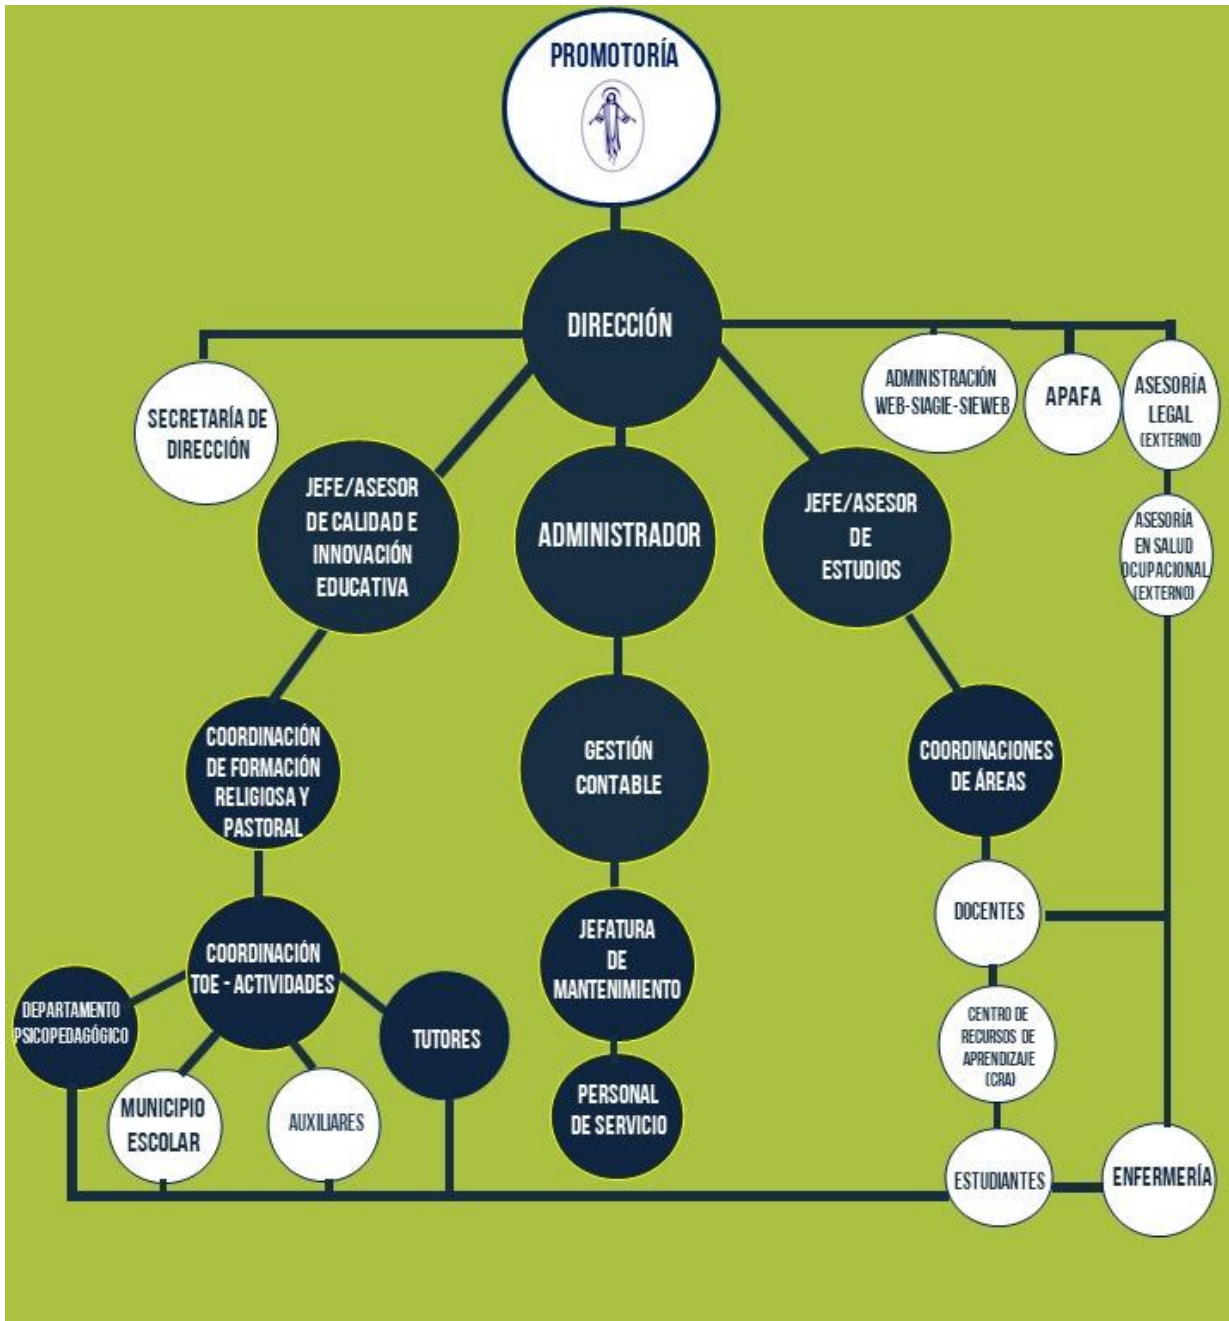 PROMOTORÍA
DIRECCIÓN
SECRETARÍA DE
DIRECCIÓN
ADMINISTRACIÓN
WEB-SIAGIE-SIEWEB
APAFA
ASESORÍA
LEGAL
(EXTERNO)
JEFE/ASESOR
DE CALIDAD E
INNOVACIÓN
EDUCATIVA
ADMINISTRADOR
JEFE/ASESOR
DE
ESTUDIOS
ASESORÍA
EN SALUD
OCUPACIONAL
(EXTERNO)
COORDINACIÓN
DE FORMACIÓN
RELIGIOSA Y
PASTORAL
GESTIÓN
CONTABLE
COORDINACIONES
DE ÁREAS
COORDINACIÓN
TOE - ACTIVIDADES
JEFATURA
DE
MANTENIMIENTO
DOCENTES
DEPARTAMENTO
PSICOPEDAGÓGICO
TUTORES
CENTRO DE
RECURSOS DE
APRENDIZAJE
(CRA)
MUNICIPIO
ESCOLAR
AUXILIARES
PERSONAL
DE SERVICIO
ESTUDIANTES
ENFERMERÍA